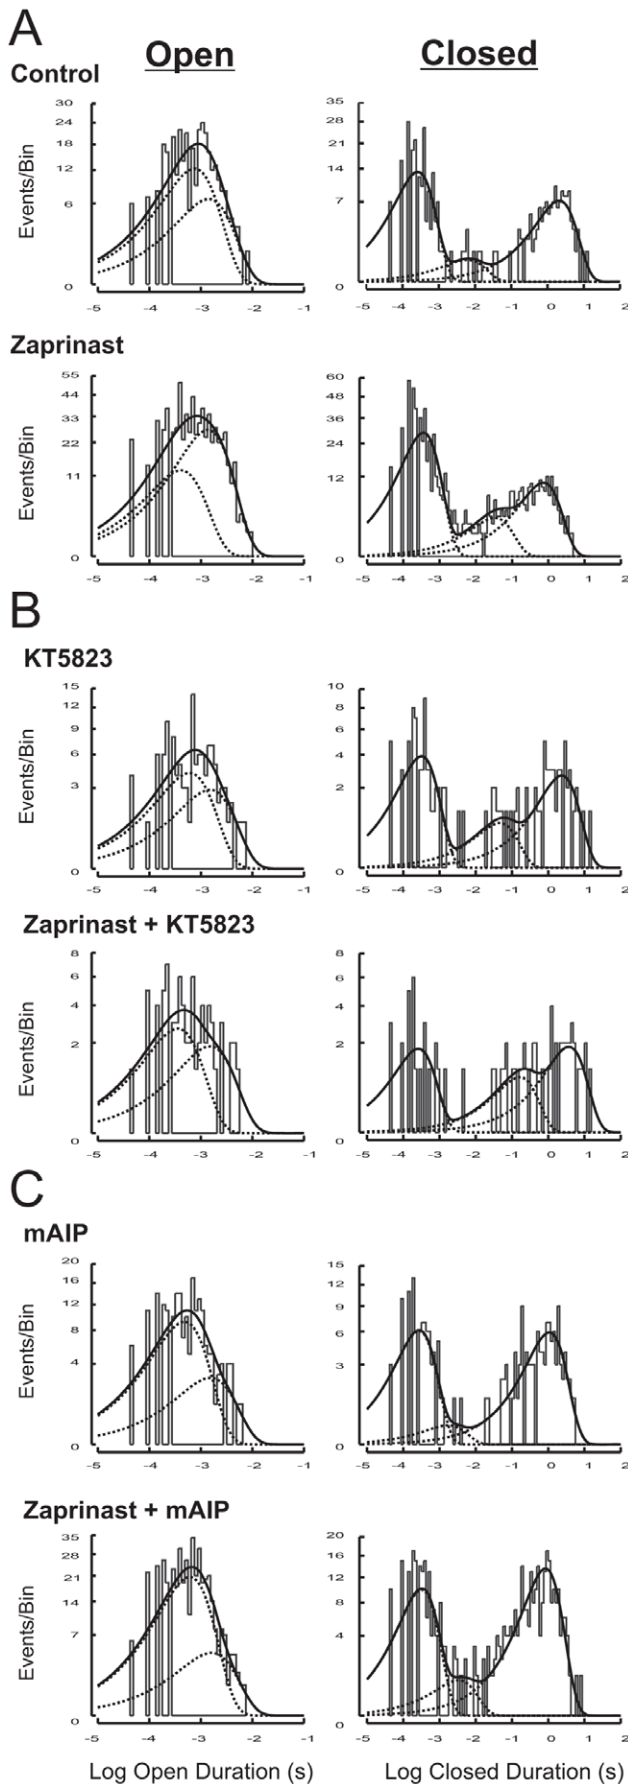 A
Open Closed
Control
Events/Bin
30
24
18
12
6
0
-5 -4 -3 -2 -1
35
28
21
14
7
0
-5 -4 -3 -2 -1 0 1 2
Zaprinast
Events/Bin
55
44
33
22
11
0
-5 -4 -3 -2 -1
60
48
36
24
12
0
-5 -4 -3 -2 -1 0 1 2
B
KT5823
Events/Bin
15
12
9
6
3
0
-5 -4 -3 -2 -1
10
8
6
4
2
0
-5 -4 -3 -2 -1 0 1 2
Zaprinast + KT5823
Events/Bin
8
6
4
2
0
-5 -4 -3 -2 -1
8
6
4
2
0
-5 -4 -3 -2 -1 0 1 2
C
mAIP
Events/Bin
20
16
12
8
4
0
-5 -4 -3 -2 -1
15
12
9
6
3
0
-5 -4 -3 -2 -1 0 1 2
Zaprinast + mAIP
Events/Bin
35
28
21
14
7
0
-5 -4 -3 -2 -1
20
16
12
8
4
0
-5 -4 -3 -2 -1 0 1 2
Log Open Duration (s) Log Closed Duration (s)